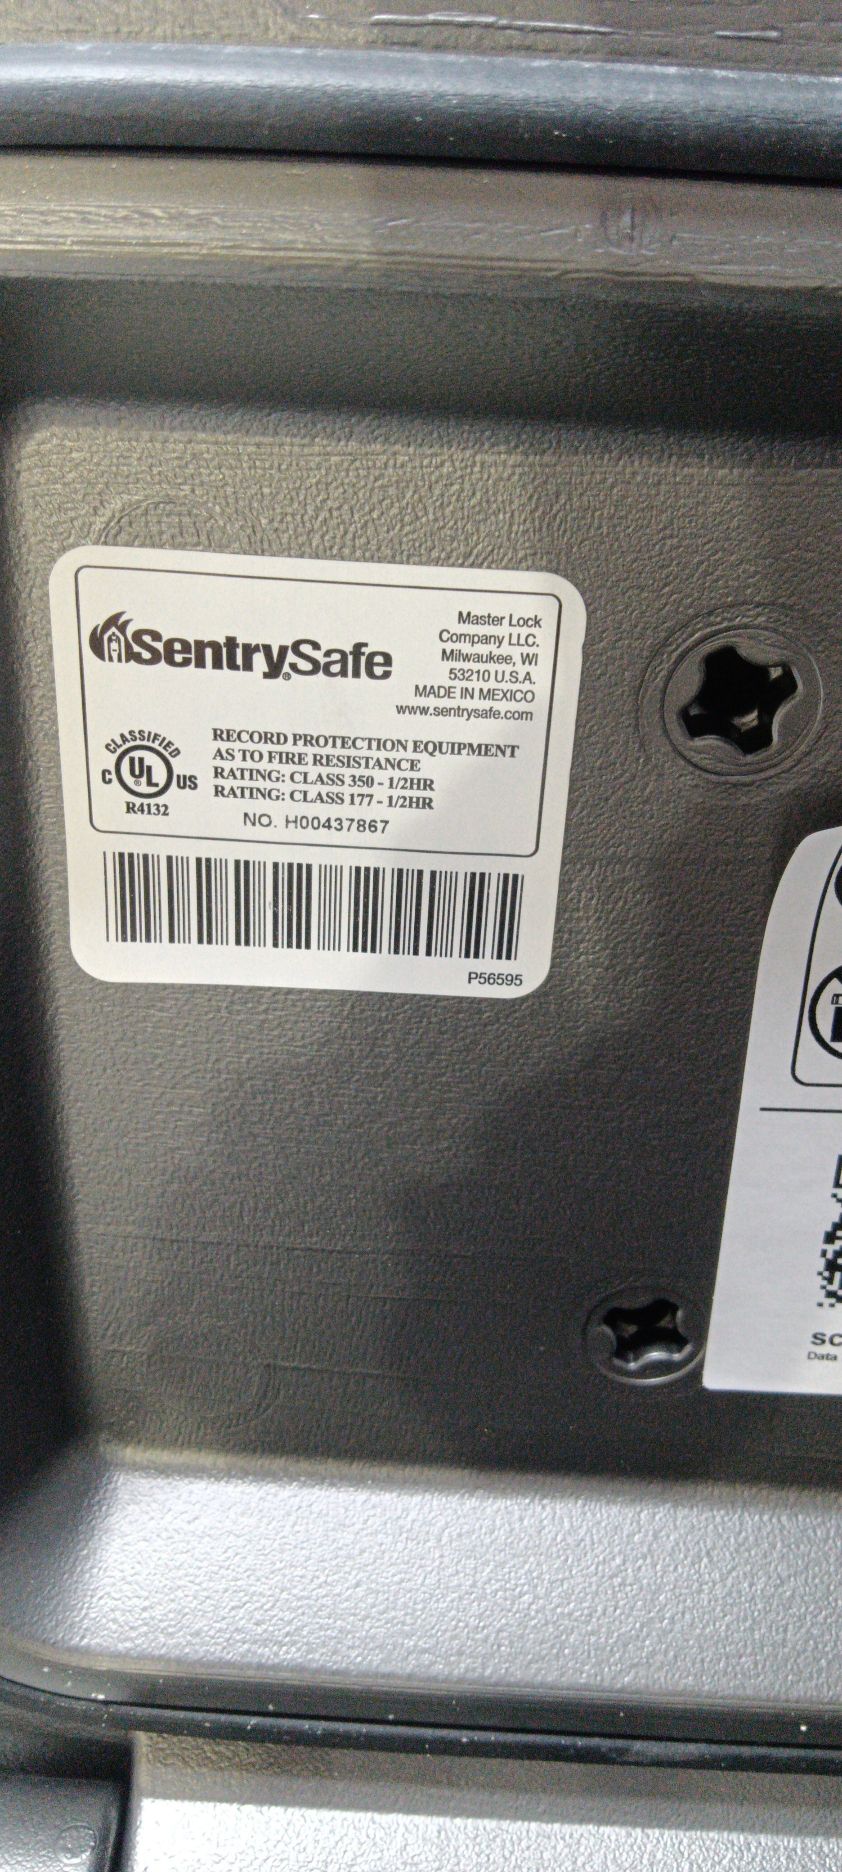 SentrySafe
Master Lock
Company LLC.
Milwaukee, WI
53210 U.S.A.
MADE IN MEXICO
www.sentrysafe.com
CLASSIFIED
C UL® US
R4132
RECORD PROTECTION EQUIPMENT
AS TO FIRE RESISTANCE
RATING: CLASS 350 - 1/2HR
RATING: CLASS 177 - 1/2HR
NO. H00437867
P56595
SC
Data